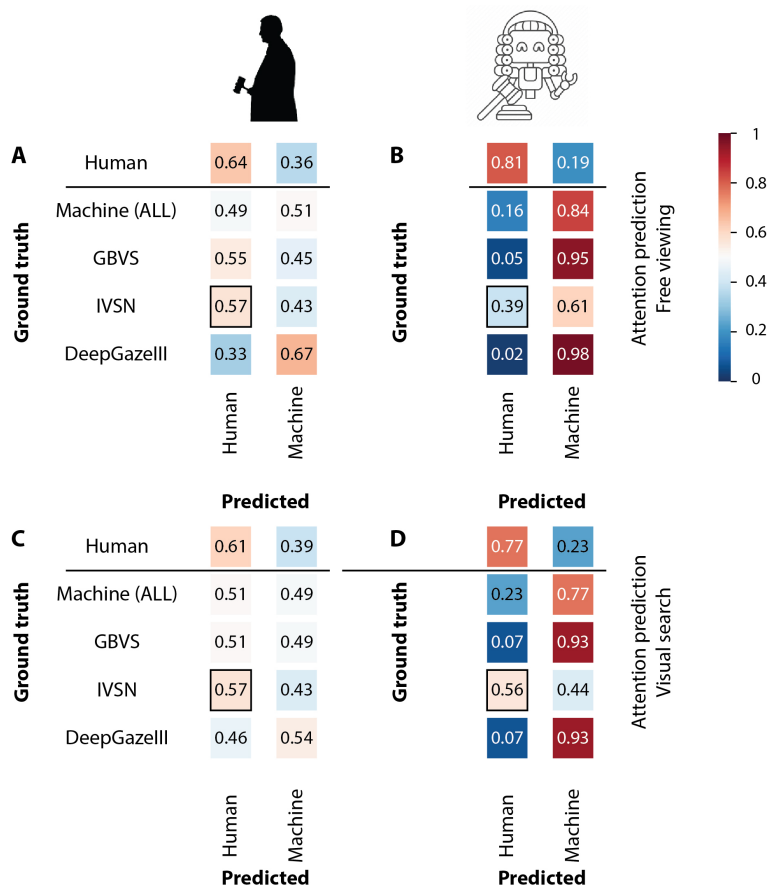 A
Human 0.64 0.36
Machine (ALL) 0.49 0.51
GBVS 0.55 0.45
IVSN 0.57 0.43
DeepGazeIII 0.33 0.67
Ground truth
Human Machine
Predicted
B
0.81 0.19
0.16 0.84
0.05 0.95
0.39 0.61
0.02 0.98
Ground truth
Human Machine
Predicted
Attention prediction
Free viewing
1
0.8
0.6
0.4
0.2
0
C
Human 0.61 0.39
Machine (ALL) 0.51 0.49
GBVS 0.51 0.49
IVSN 0.57 0.43
DeepGazeIII 0.46 0.54
Ground truth
Human Machine
Predicted
D
0.77 0.23
0.23 0.77
0.07 0.93
0.56 0.44
0.07 0.93
Ground truth
Human Machine
Predicted
Attention prediction
Visual search